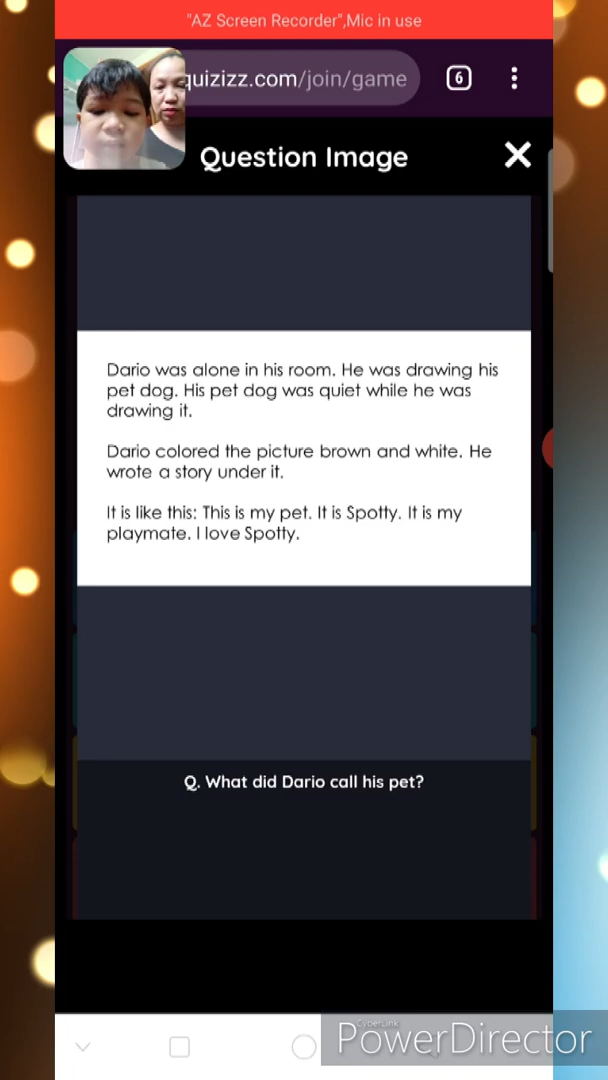 "AZ Screen Recorder",Mic in use
quizizz.com/join/game
6
Question Image
Dario was alone in his room. He was drawing his
pet dog. His pet dog was quiet while he was
drawing it.
Dario colored the picture brown and white. He
wrote a story under it.
It is like this: This is my pet. It is Spotty. It is my
playmate. I love Spotty.
Q. What did Dario call his pet?
CyberLink
PowerDirector